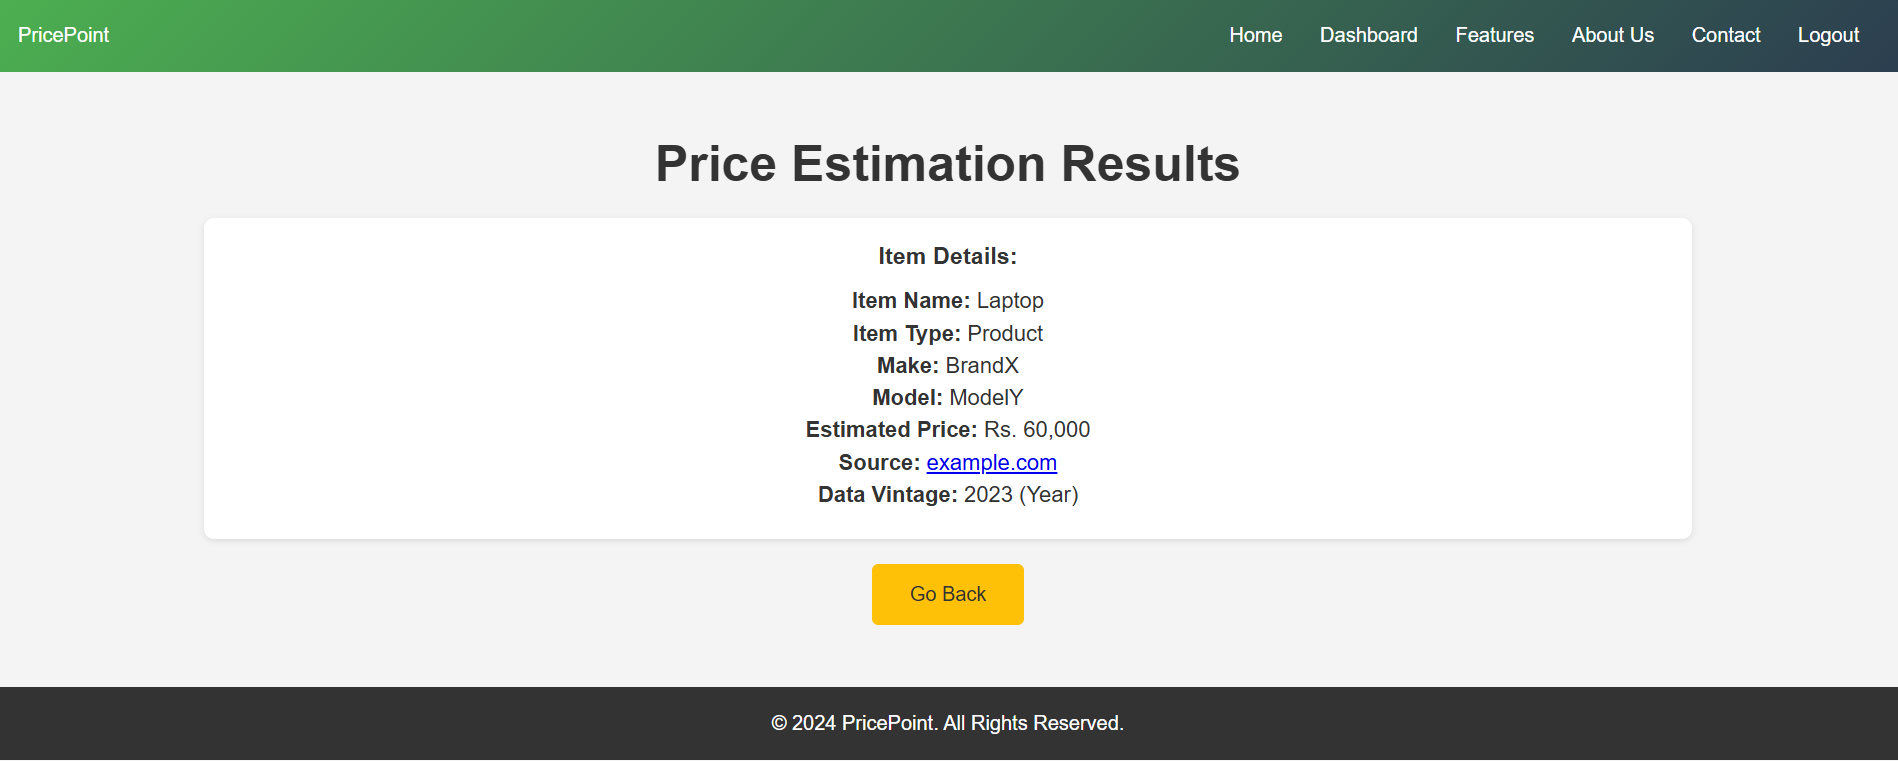 PricePoint Home Dashboard Features About Us Contact Logout
Price Estimation Results
Item Details:
Item Name: Laptop
Item Type: Product
Make: BrandX
Model: ModelY
Estimated Price: Rs. 60,000
Source: example.com
Data Vintage: 2023 (Year)
Go Back
© 2024 PricePoint. All Rights Reserved.